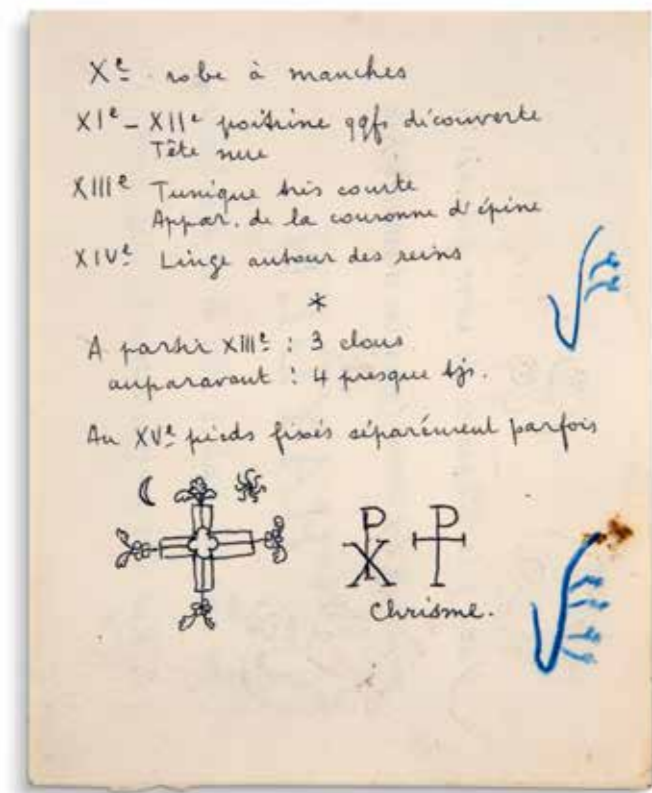 Xe robe à manches
XIe - XIIe poitrine qqfs découverte
Tête nue
XIIIe Tunique très courte
Appar. de la couronne d'épine
XIVe Linge autour des reins
*
A partir XIIIe : 3 clous
auparavant : 4 presque tjs.
Au XVe pieds fixés séparément parfois
Chrisme.